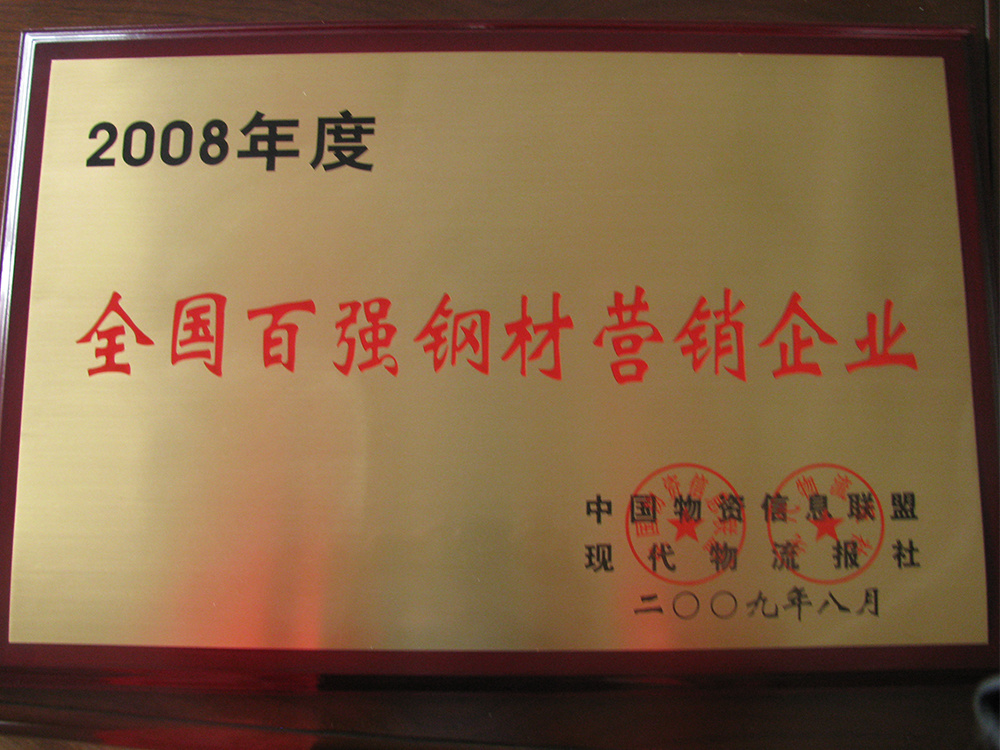 2008年度
全国百强钢材营销企业
中国物资信息联盟
现代物流报社
二〇〇九年八月